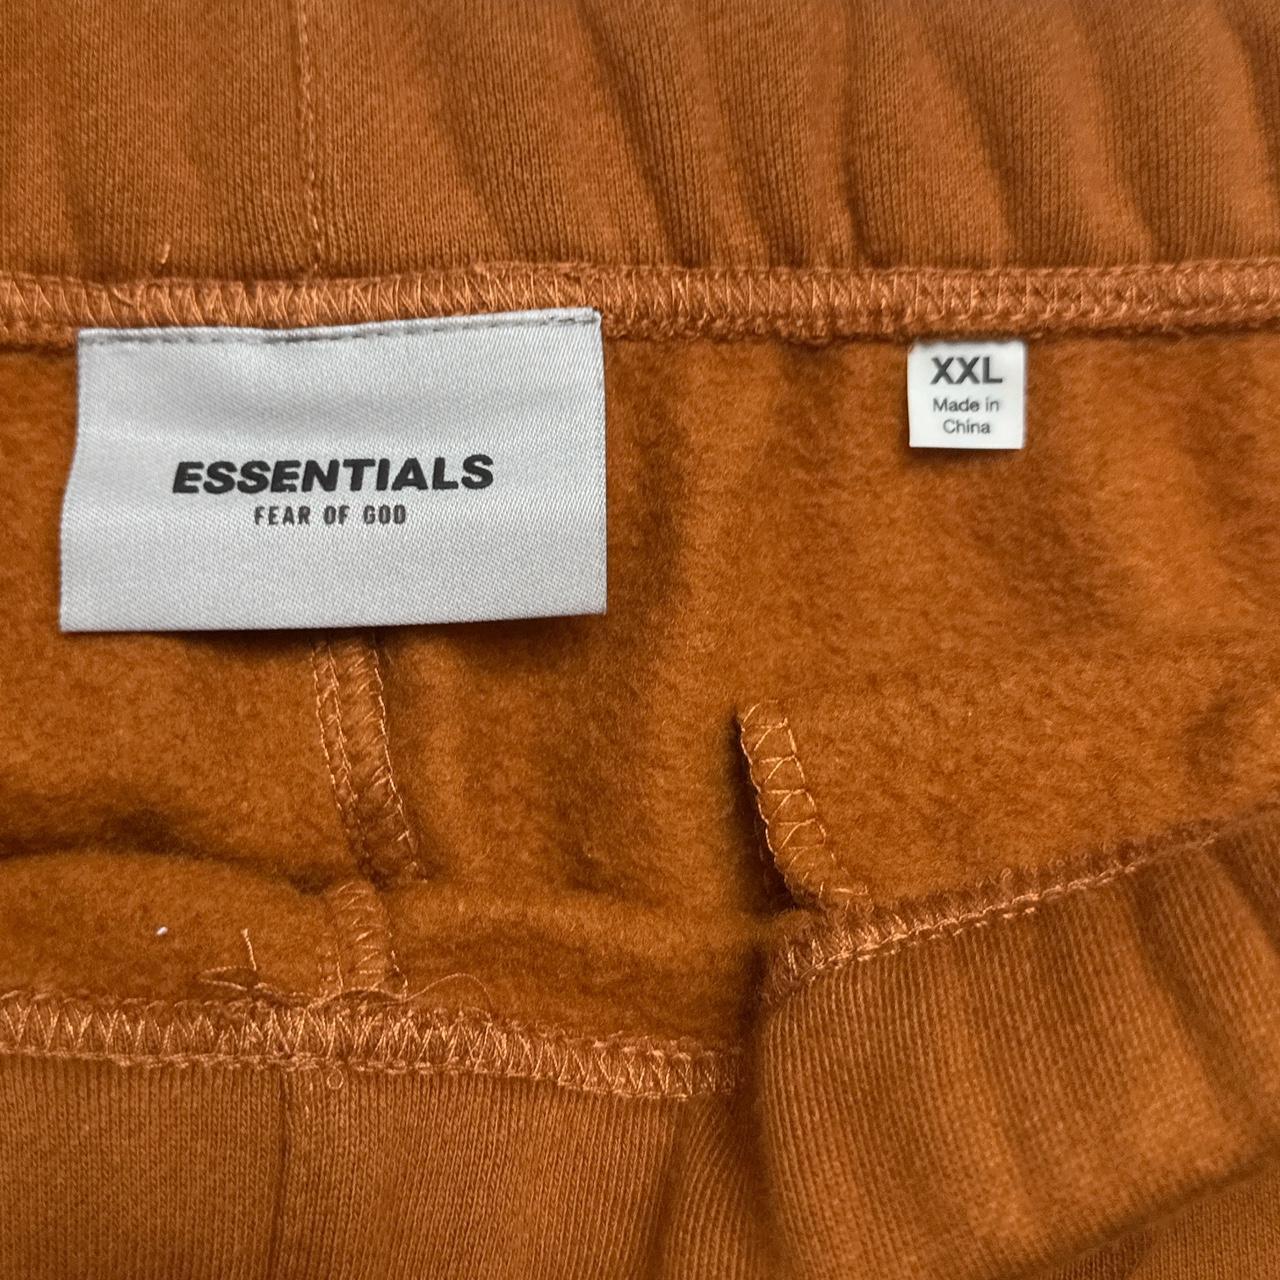 ESSENTIALS
FEAR OF GOD
XXL
Made in
China